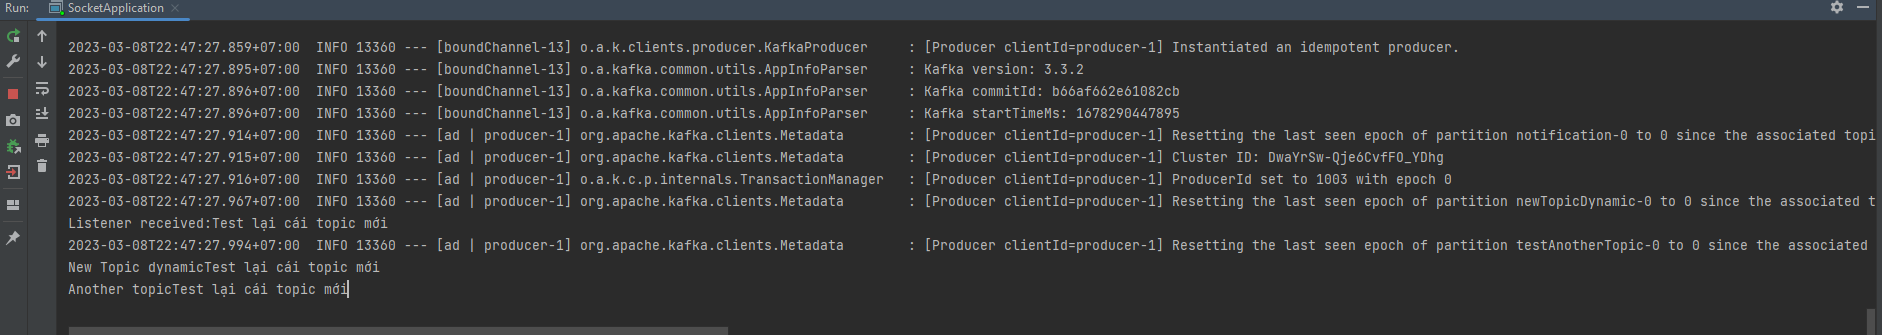 Run: SocketApplication
2023-03-08T22:47:27.859+07:00  INFO 13360 --- [boundChannel-13] o.a.k.clients.producer.KafkaProducer     : [Producer clientId=producer-1] Instantiated an idempotent producer.
2023-03-08T22:47:27.895+07:00  INFO 13360 --- [boundChannel-13] o.a.kafka.common.utils.AppInfoParser     : Kafka version: 3.3.2
2023-03-08T22:47:27.896+07:00  INFO 13360 --- [boundChannel-13] o.a.kafka.common.utils.AppInfoParser     : Kafka commitId: b66af662e61082cb
2023-03-08T22:47:27.896+07:00  INFO 13360 --- [boundChannel-13] o.a.kafka.common.utils.AppInfoParser     : Kafka startTimeMs: 1678290447895
2023-03-08T22:47:27.914+07:00  INFO 13360 --- [ad | producer-1] org.apache.kafka.clients.Metadata        : [Producer clientId=producer-1] Resetting the last seen epoch of partition notification-0 to 0 since the associated topi
2023-03-08T22:47:27.915+07:00  INFO 13360 --- [ad | producer-1] org.apache.kafka.clients.Metadata        : [Producer clientId=producer-1] Cluster ID: DwaYrSw-Qje6CvfFFO_YDhg
2023-03-08T22:47:27.916+07:00  INFO 13360 --- [ad | producer-1] o.a.k.c.p.internals.TransactionManager   : [Producer clientId=producer-1] ProducerId set to 1003 with epoch 0
2023-03-08T22:47:27.967+07:00  INFO 13360 --- [ad | producer-1] org.apache.kafka.clients.Metadata        : [Producer clientId=producer-1] Resetting the last seen epoch of partition newTopicDynamic-0 to 0 since the associated t
Listener received:Test lại cái topic mới
2023-03-08T22:47:27.994+07:00  INFO 13360 --- [ad | producer-1] org.apache.kafka.clients.Metadata        : [Producer clientId=producer-1] Resetting the last seen epoch of partition testAnotherTopic-0 to 0 since the associated
New Topic dynamicTest lại cái topic mới
Another topicTest lại cái topic mới